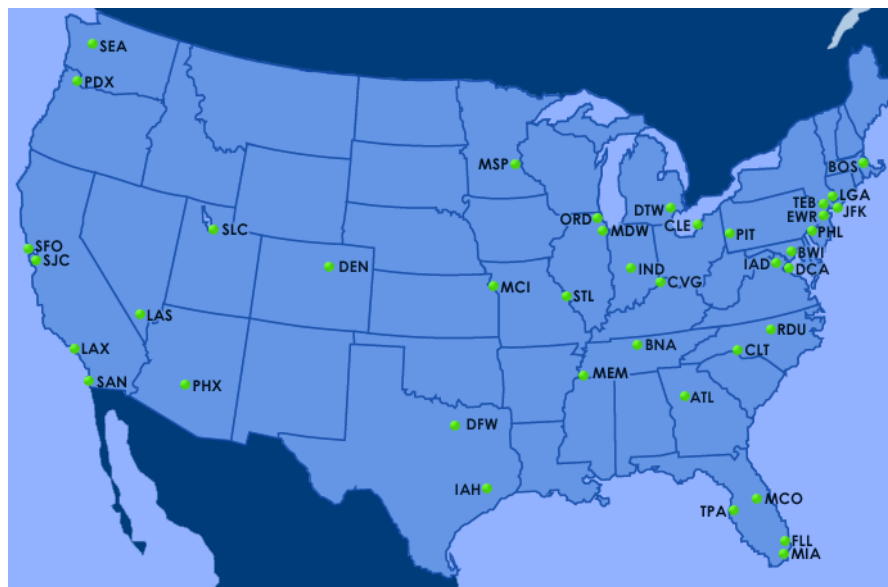 SEA
PDX
MSP
BOS
LGA
TEB
DTW
JFK
EWR
ORD
CLE
MDW
PIT
PHL
SLC
SFO
SJC
BWI
IAD
DCA
DEN
IND
CVG
MCI
STL
LAS
RDU
BNA
CLT
LAX
MEM
SAN
PHX
ATL
DFW
IAH
MCO
TPA
FLL
MIA